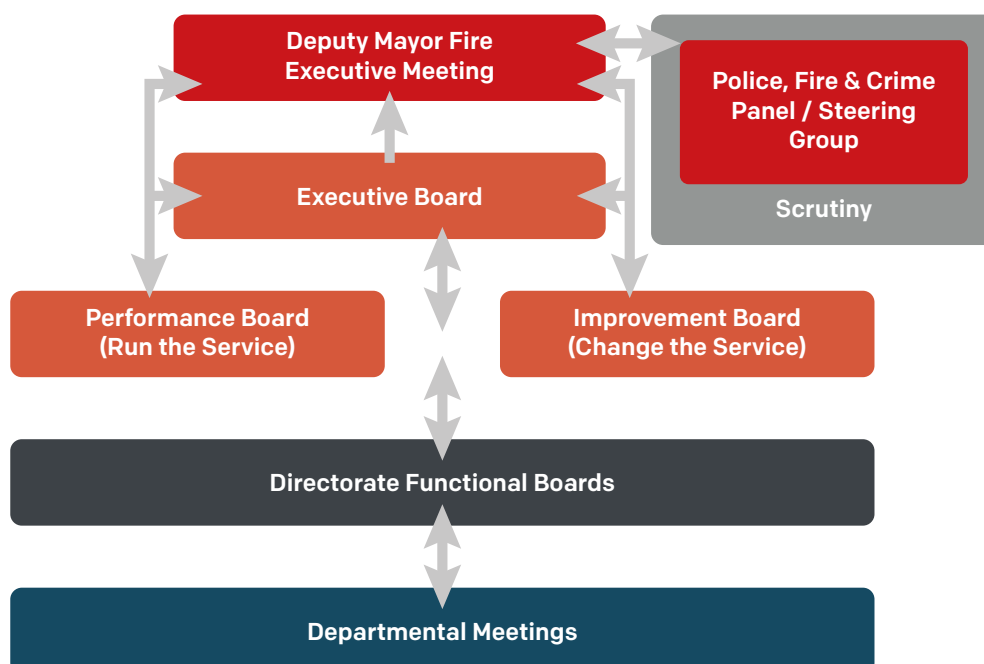 Deputy Mayor Fire
Executive Meeting
Police, Fire & Crime
Panel / Steering
Group
Scrutiny
Executive Board
Performance Board
(Run the Service)
Improvement Board
(Change the Service)
Directorate Functional Boards
Departmental Meetings